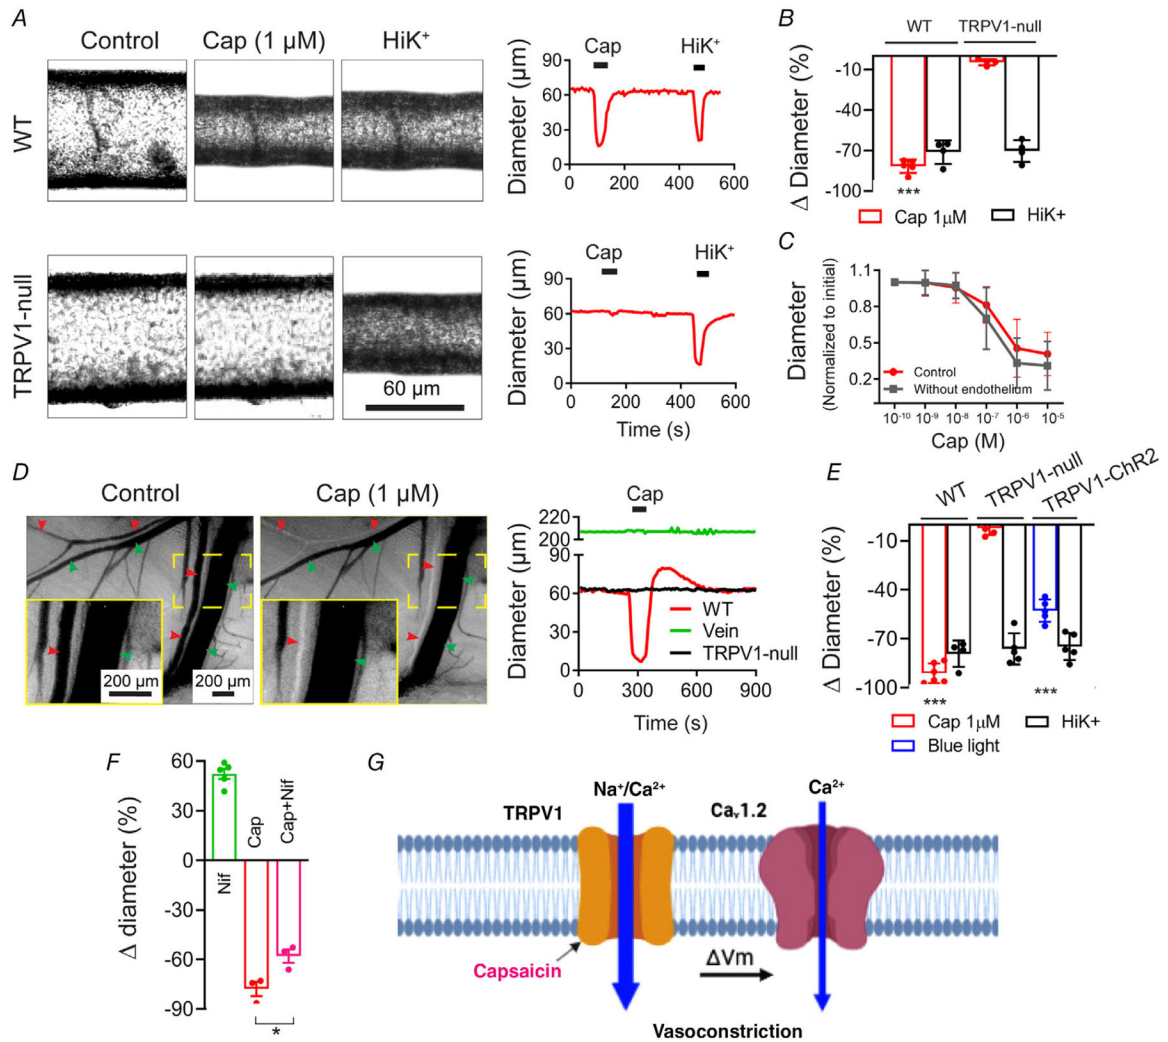 A
Control
Cap (1 µM)
HiK+
WT
TRPV1-null
60 µm
Diameter (µm)
90
60
30
0
0 200 400 600
Cap
HiK+
Diameter (µm)
90
60
30
0
0 200 400 600
Cap
HiK+
Time (s)
B
WT
TRPV1-null
Δ Diameter (%)
-10
-40
-70
-100
***
Cap 1µM
HiK+
C
Diameter
(Normalized to initial)
1.1
0.8
0.5
0.2
Control
Without endothelium
10-10 10-9 10-8 10-7 10-6 10-5
Cap (M)
D
Control
Cap (1 µM)
200 µm
200 µm
Cap
Diameter (µm)
220
200
90
60
30
0
WT
Vein
TRPV1-null
0 300 600 900
Time (s)
E
WT
TRPV1-null
TRPV1-ChR2
Δ Diameter (%)
-10
-40
-70
-100
***
***
Cap 1µM
HiK+
Blue light
F
Δ diameter (%)
60
30
0
-30
-60
-90
Nif
Cap
Cap+Nif
*
G
Na+/Ca2+
Ca2+
TRPV1
Cav1.2
Capsaicin
ΔVm
Vasoconstriction